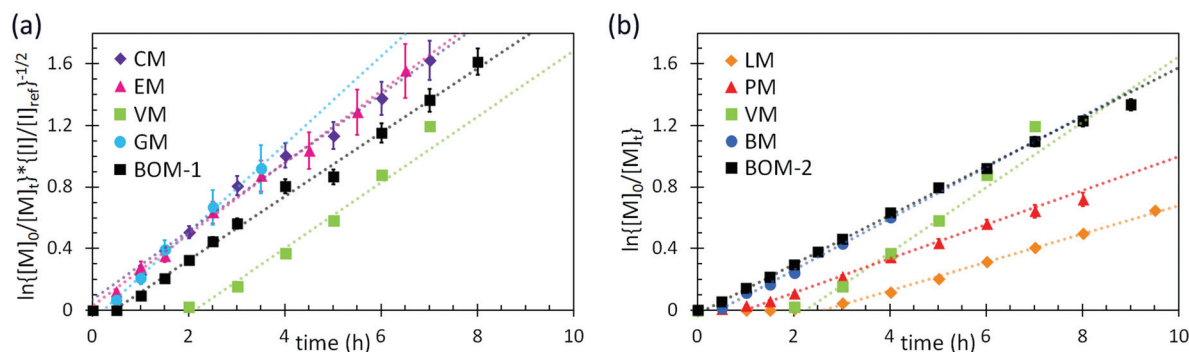 (a)
ln{[M]0/[M]t}*{[I]/[I]ref}-1/2
1.6
1.2
0.8
0.4
0
CM
EM
VM
GM
BOM-1
0 2 4 6 8 10
time (h)
(b)
ln{[M]0/[M]t}
1.6
1.2
0.8
0.4
0
LM
PM
VM
BM
BOM-2
0 2 4 6 8 10
time (h)